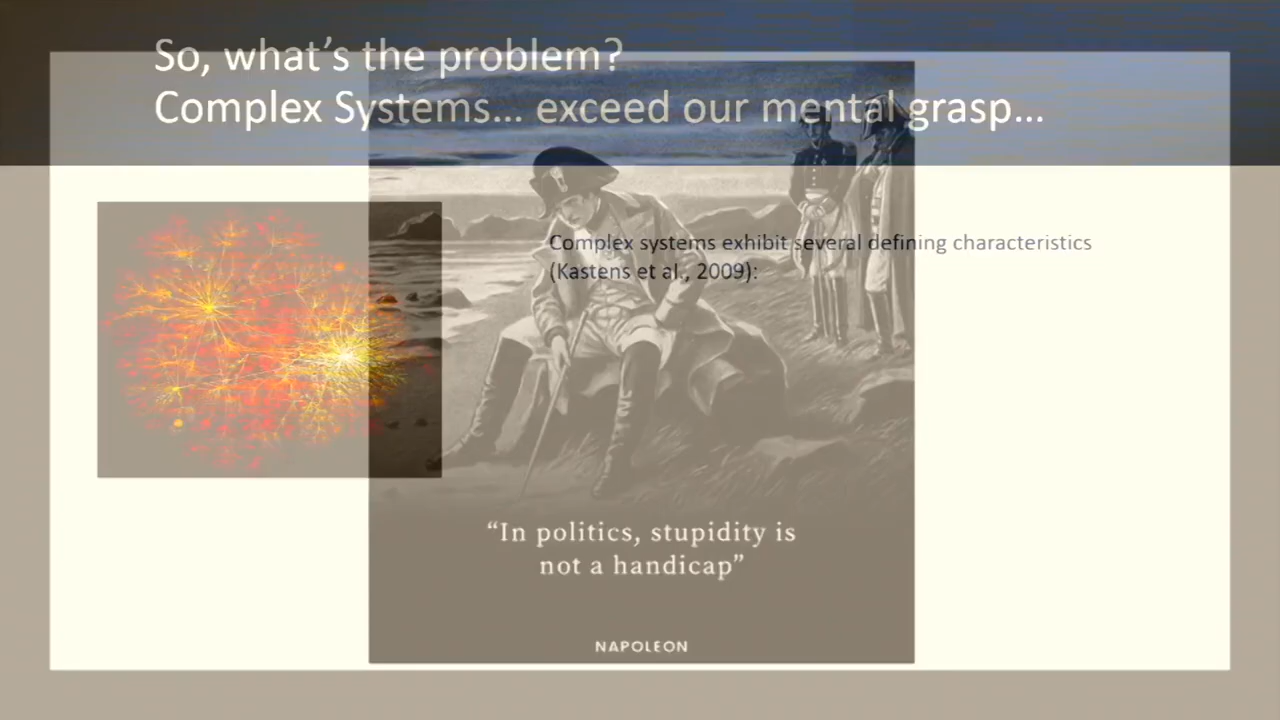 So, what's the problem?
Complex Systems... exceed our mental grasp...
Complex systems exhibit several defining characteristics
(Kastens et al., 2009):
“In politics, stupidity is
not a handicap”
NAPOLEON